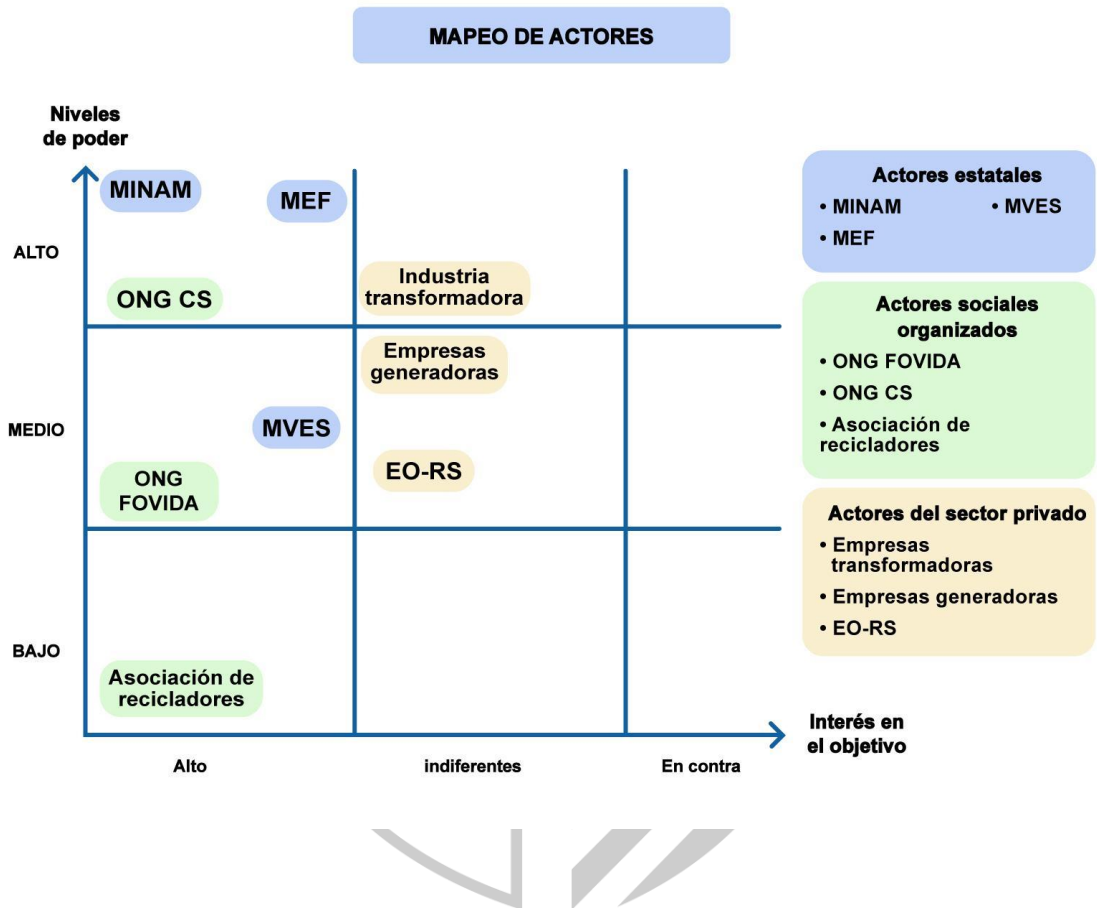 MAPEO DE ACTORES
Niveles
de poder
MINAM
MEF
ALTO
ONG CS
Industria
transformadora
Empresas
generadoras
MEDIO
MVES
EO-RS
ONG
FOVIDA
BAJO
Asociación de
recicladores
Interés en
el objetivo
Alto
indiferentes
En contra
Actores estatales
• MINAM • MVES
• MEF
Actores sociales
organizados
• ONG FOVIDA
• ONG CS
• Asociación de
recicladores
Actores del sector privado
• Empresas
transformadoras
• Empresas generadoras
• EO-RS